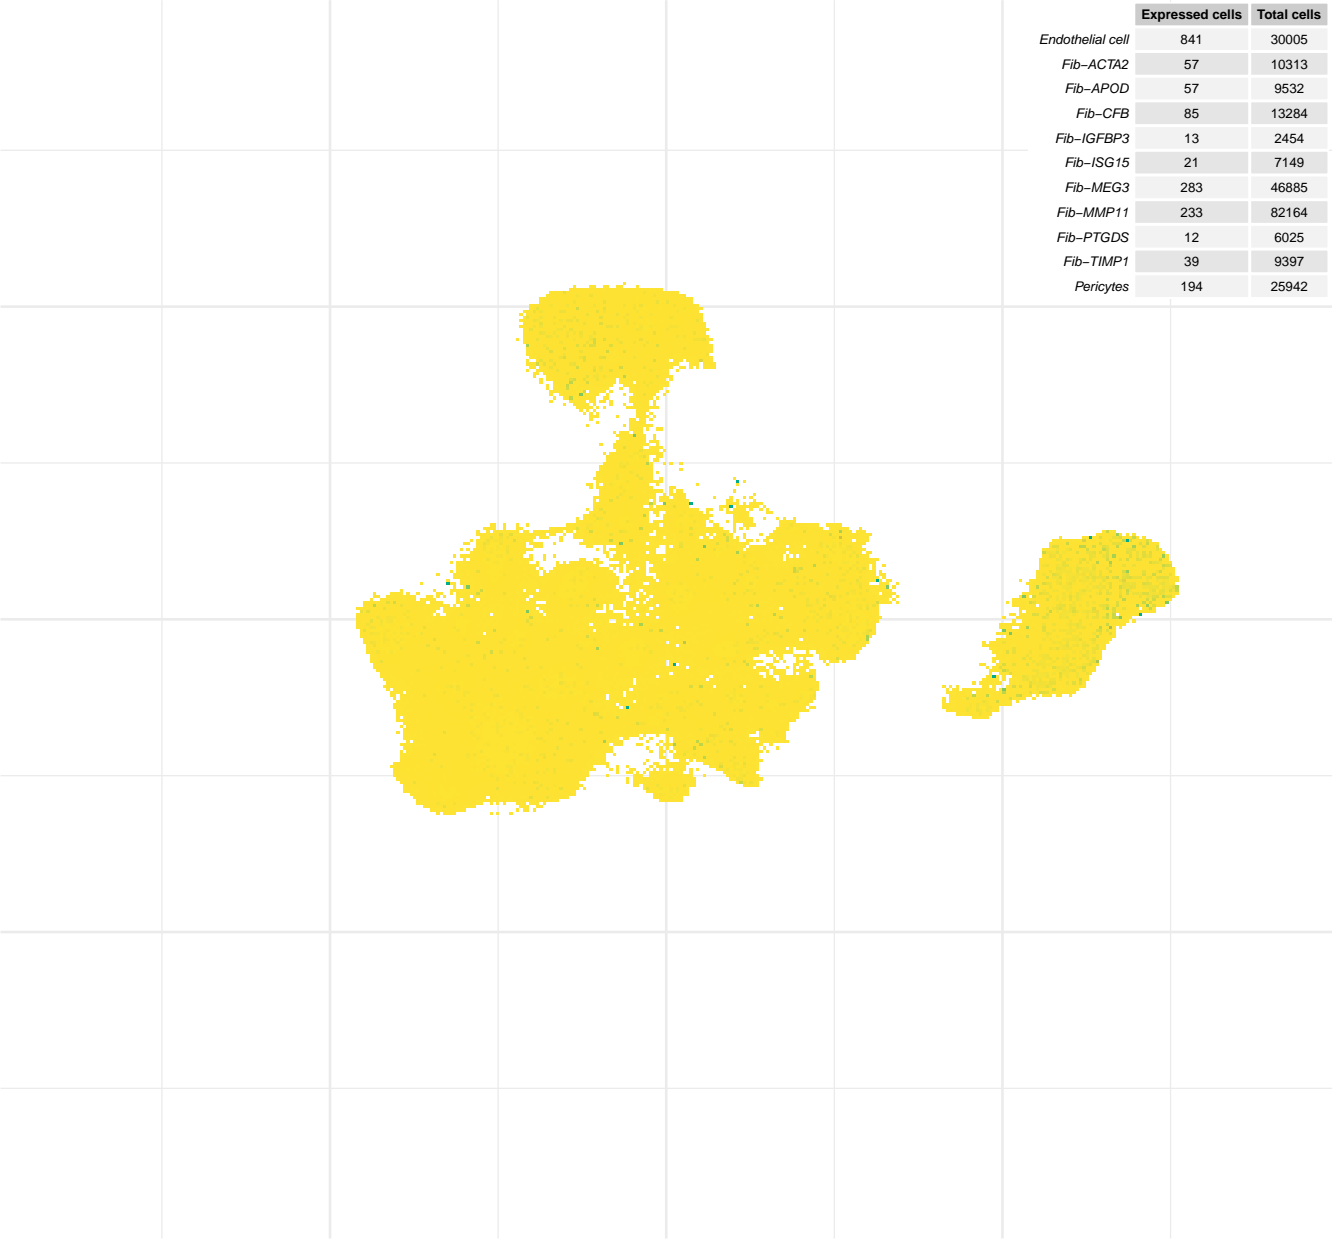 Expressed cells Total cells
Endothelial cell 841 30005
Fib−ACTA2 57 10313
Fib−APOD 57 9532
Fib−CFB 85 13284
Fib−IGFBP3 13 2454
Fib−ISG15 21 7149
Fib−MEG3 283 46885
Fib−MMP11 233 82164
Fib−PTGDS 12 6025
Fib−TIMP1 39 9397
Pericytes 194 25942